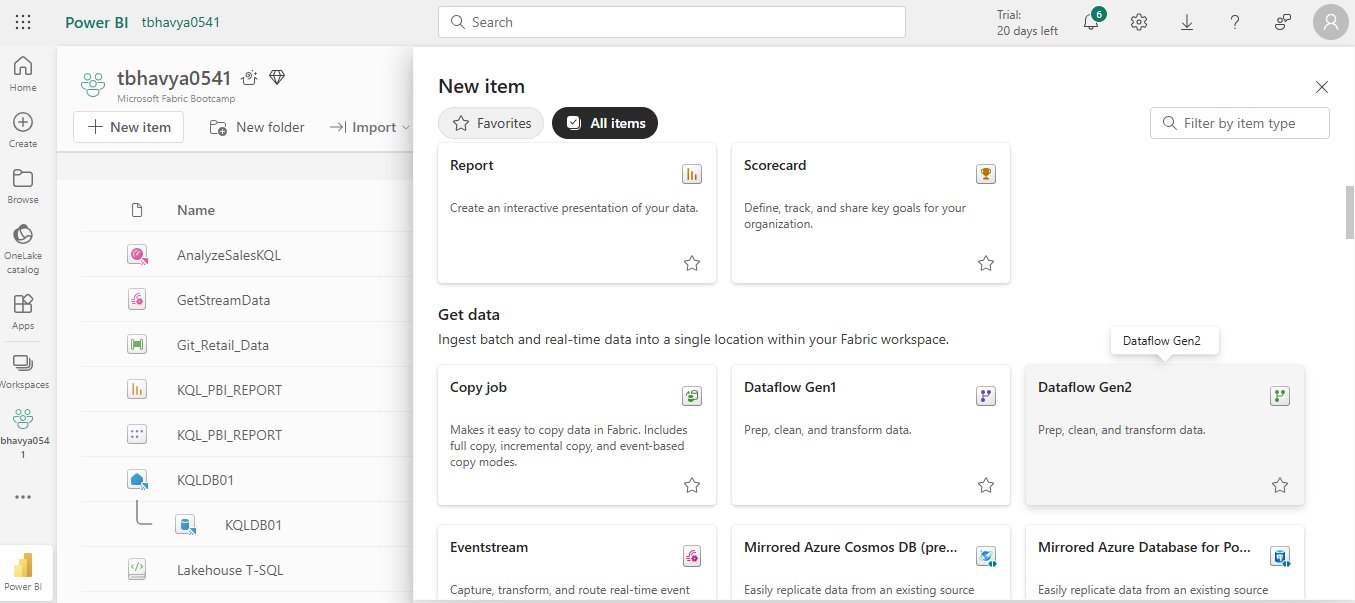 Power BI tbhavya0541
Search
Trial:
20 days left
6
Home
Create
Browse
OneLake
catalog
Apps
Workspaces
bhavya054
1
Power BI
tbhavya0541
Microsoft Fabric Bootcamp
New item
New folder
Import
Name
AnalyzeSalesKQL
GetStreamData
Git_Retail_Data
KQL_PBI_REPORT
KQL_PBI_REPORT
KQLDB01
KQLDB01
Lakehouse T-SQL
New item
Favorites
All items
Filter by item type
Report
Create an interactive presentation of your data.
Scorecard
Define, track, and share key goals for your
organization.
Get data
Ingest batch and real-time data into a single location within your Fabric workspace.
Dataflow Gen2
Copy job
Makes it easy to copy data in Fabric. Includes
full copy, incremental copy, and event-based
copy modes.
Dataflow Gen1
Prep, clean, and transform data.
Dataflow Gen2
Prep, clean, and transform data.
Eventstream
Capture, transform, and route real-time event
Mirrored Azure Cosmos DB (pre...
Easily replicate data from an existing source
Mirrored Azure Database for Po...
Easily replicate data from an existing source